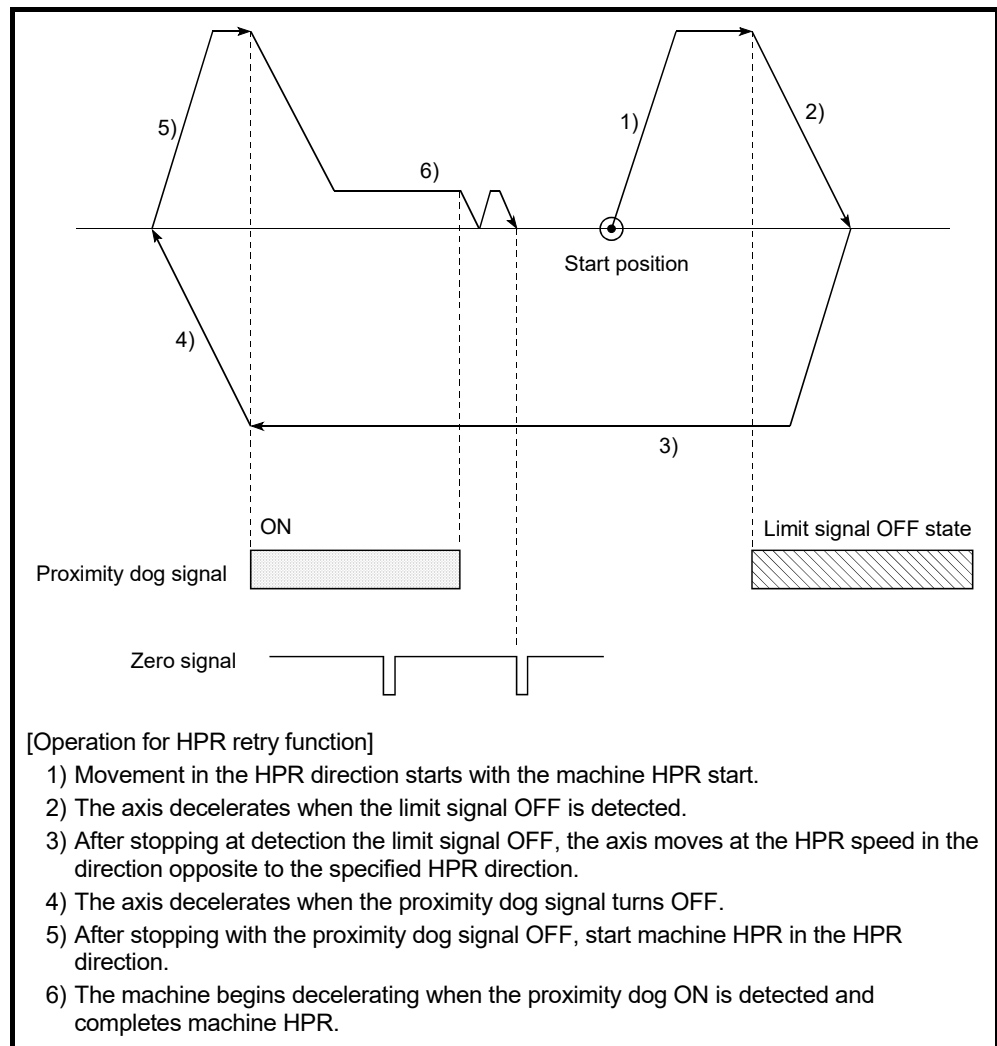 5)
1)
2)
6)
Start position
4)
3)
ON
Limit signal OFF state
Proximity dog signal
Zero signal
[Operation for HPR retry function]
1) Movement in the HPR direction starts with the machine HPR start.
2) The axis decelerates when the limit signal OFF is detected.
3) After stopping at detection the limit signal OFF, the axis moves at the HPR speed in the
direction opposite to the specified HPR direction.
4) The axis decelerates when the proximity dog signal turns OFF.
5) After stopping with the proximity dog signal OFF, start machine HPR in the HPR
direction.
6) The machine begins decelerating when the proximity dog ON is detected and
completes machine HPR.